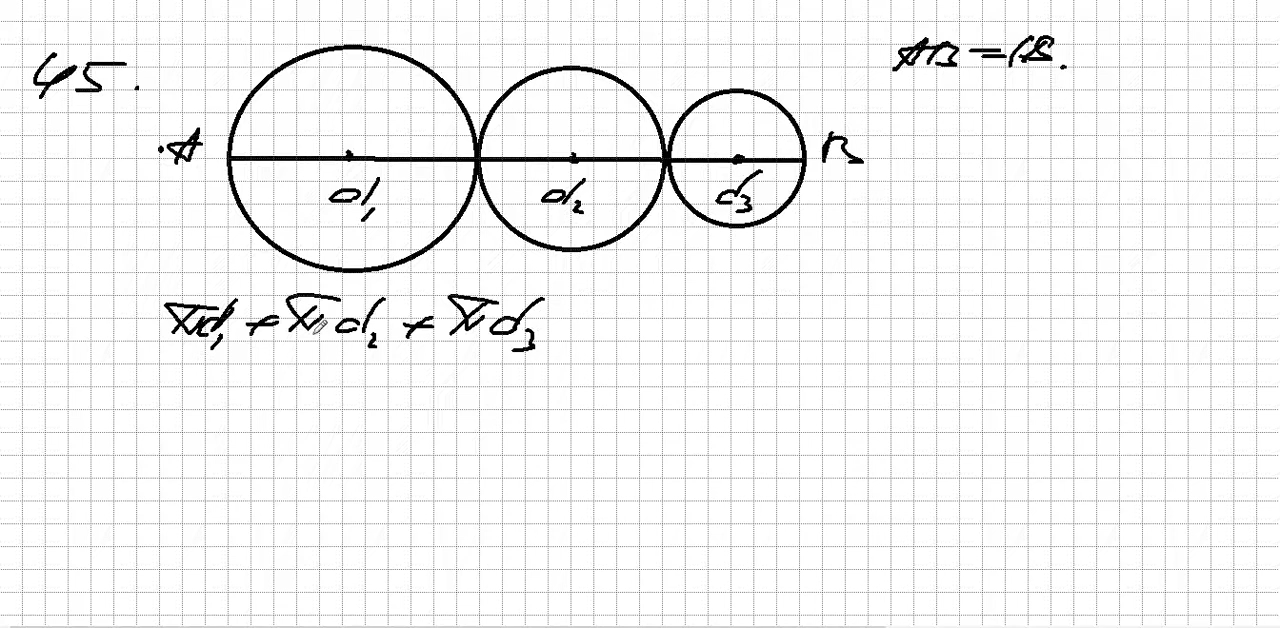 45.
AB = 18.
A
B
d₁
d₂
d₃
πd₁ + πd₂ + πd₃